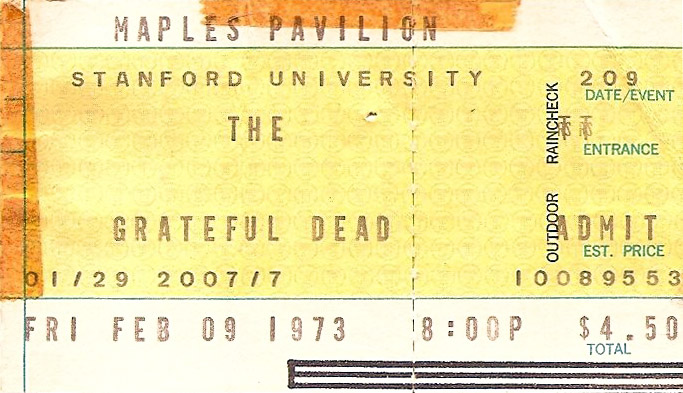 MAPLES PAVILION
STANFORD UNIVERSITY 209
DATE/EVENT
THE
ENTRANCE
OUTDOOR RAINCHECK
GRATEFUL DEAD ADMIT
EST. PRICE
01/29 2007/7 10089553
FRI FEB 09 1973 8:00P $4.50
TOTAL